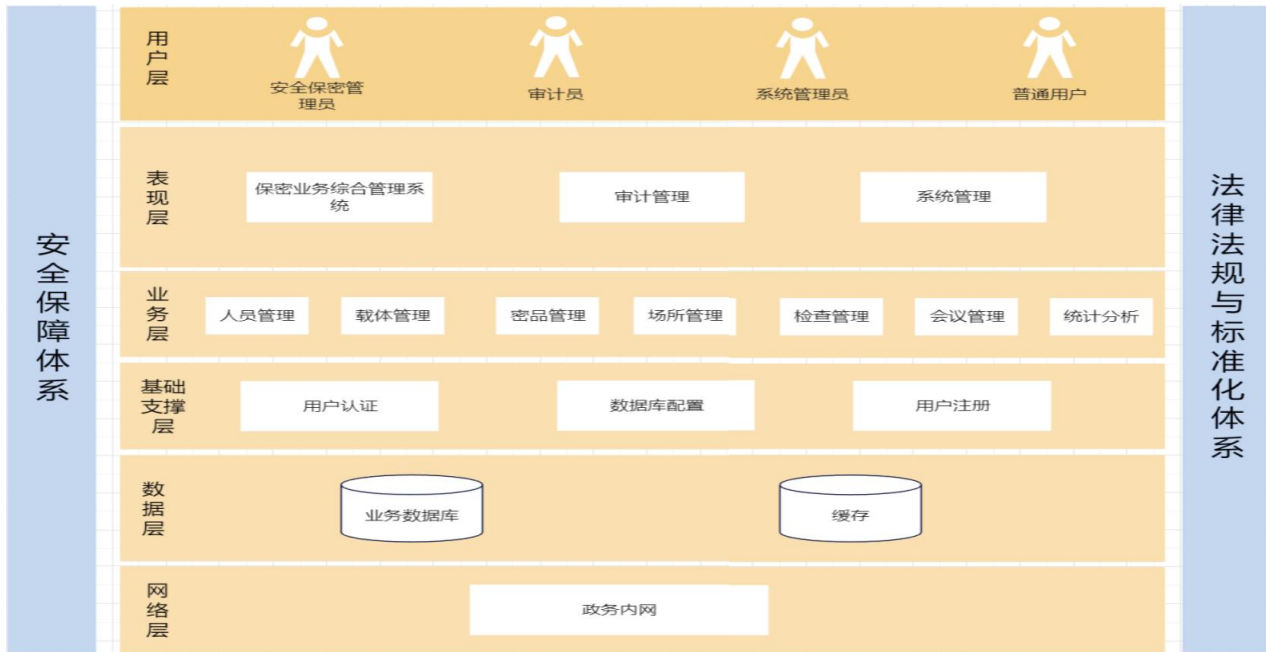 安全保障体系
用户层
安全保密管
理员
审计员
系统管理员
普通用户
表现层
保密业务综合管理系
统
审计管理
系统管理
业务层
人员管理
载体管理
密品管理
场所管理
检查管理
会议管理
统计分析
基础
支撑
层
用户认证
数据库配置
用户注册
数据层
业务数据库
缓存
网络层
政务内网
法律法规与标准化体系